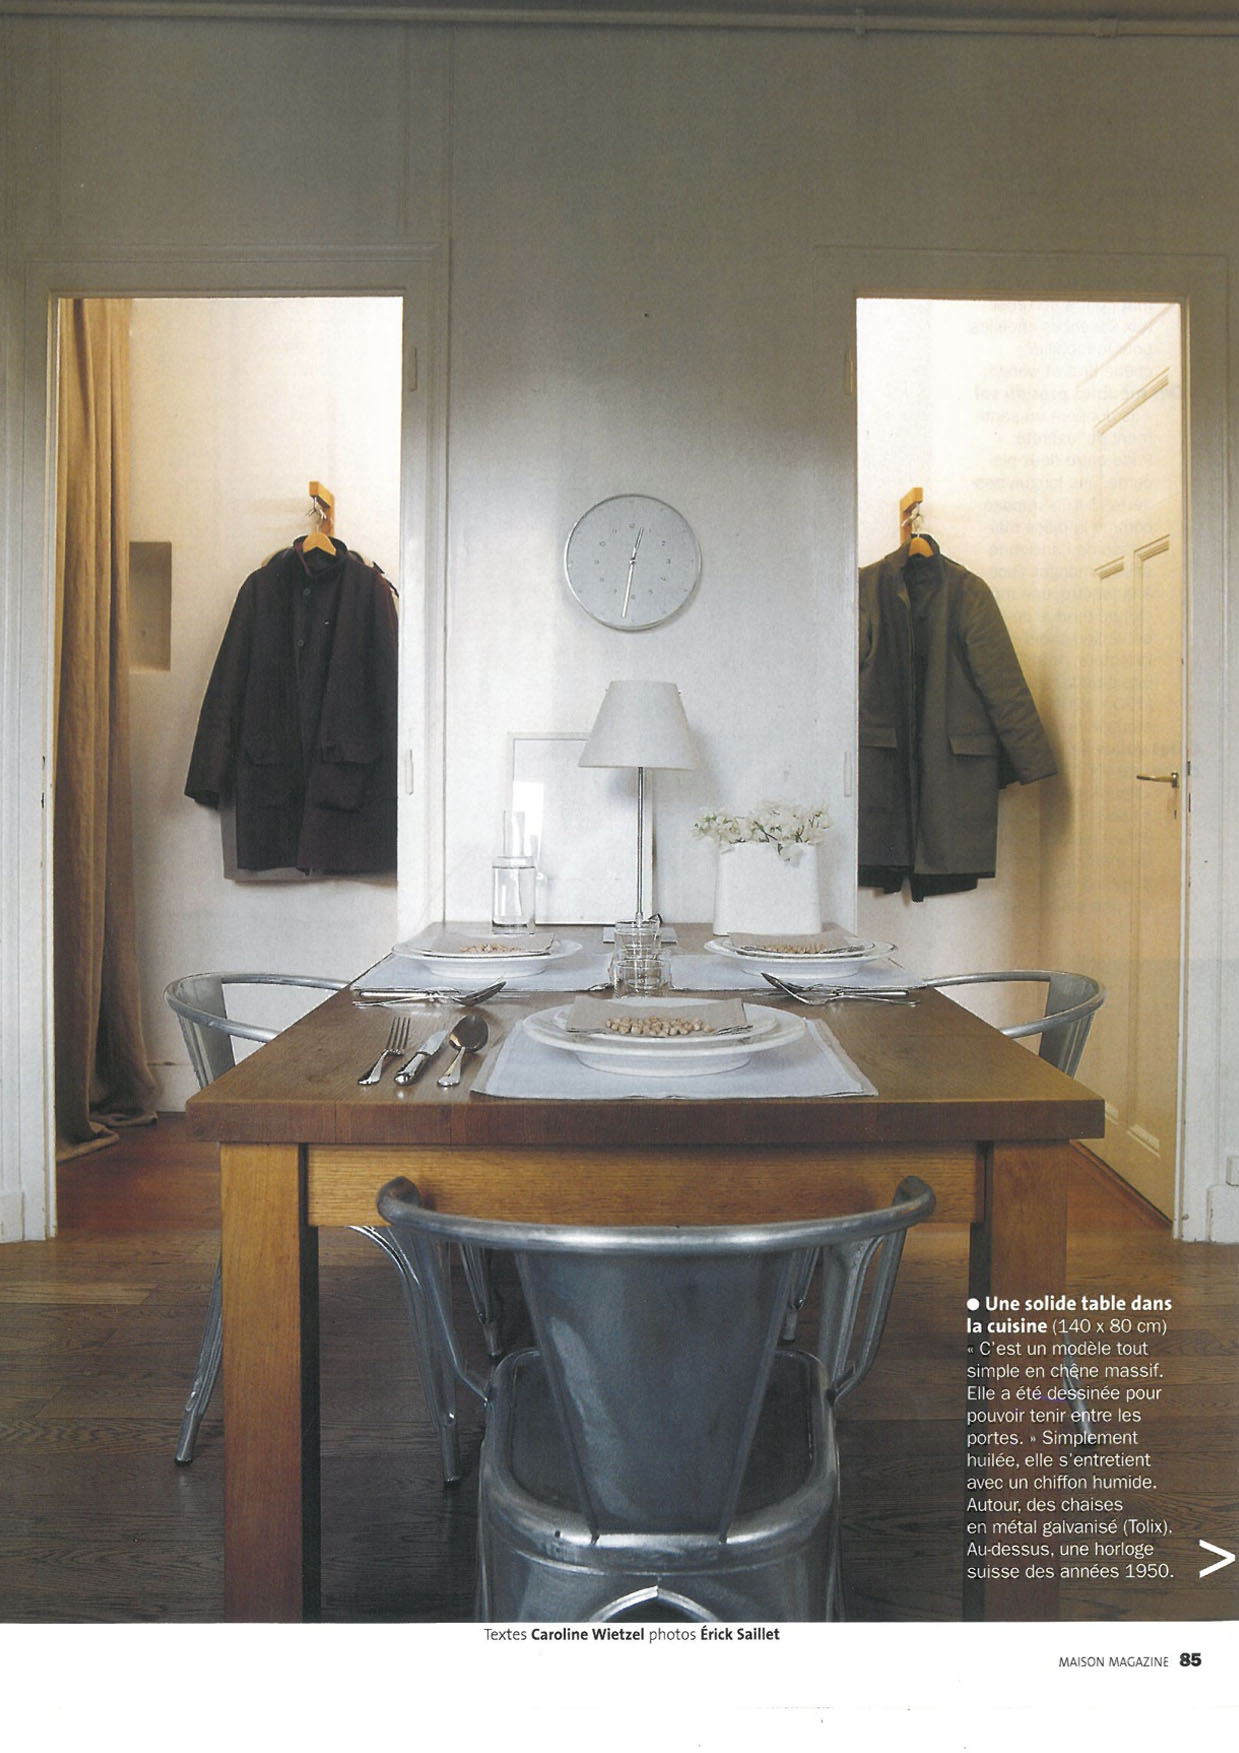 ● Une solide table dans
la cuisine (140 x 80 cm)
« C'est un modèle tout
simple en chêne massif.
Elle a été dessinée pour
pouvoir tenir entre les
portes. » Simplement
huilée, elle s'entretient
avec un chiffon humide.
Autour, des chaises
en métal galvanisé (Tolix).
Au-dessus, une horloge
suisse des années 1950.
>
Textes Caroline Wietzel photos Érick Saillet
MAISON MAGAZINE 85